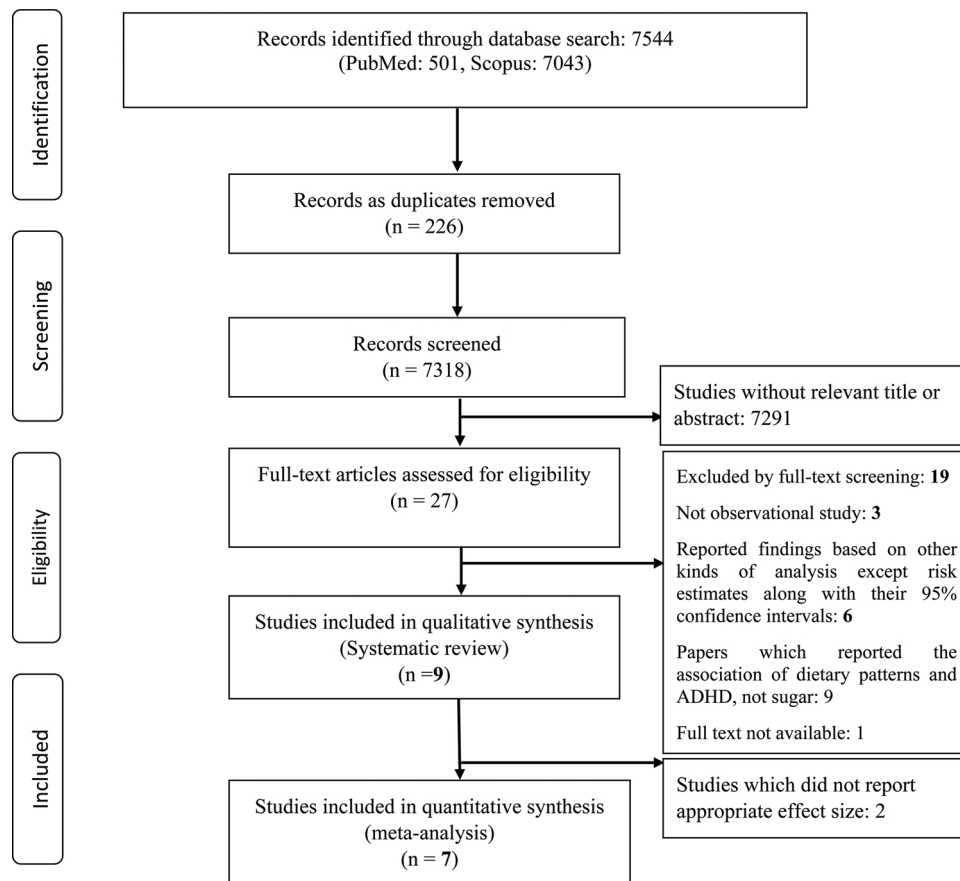 Identification
Records identified through database search: 7544
(PubMed: 501, Scopus: 7043)
Records as duplicates removed
(n = 226)
Screening
Records screened
(n = 7318)
Studies without relevant title or
abstract: 7291
Eligibility
Full-text articles assessed for eligibility
(n = 27)
Excluded by full-text screening: 19
Not observational study: 3
Reported findings based on other
kinds of analysis except risk
estimates along with their 95%
confidence intervals: 6
Papers which reported the
association of dietary patterns and
ADHD, not sugar: 9
Full text not available: 1
Studies included in qualitative synthesis
(Systematic review)
(n =9)
Included
Studies which did not report
appropriate effect size: 2
Studies included in quantitative synthesis
(meta-analysis)
(n = 7)